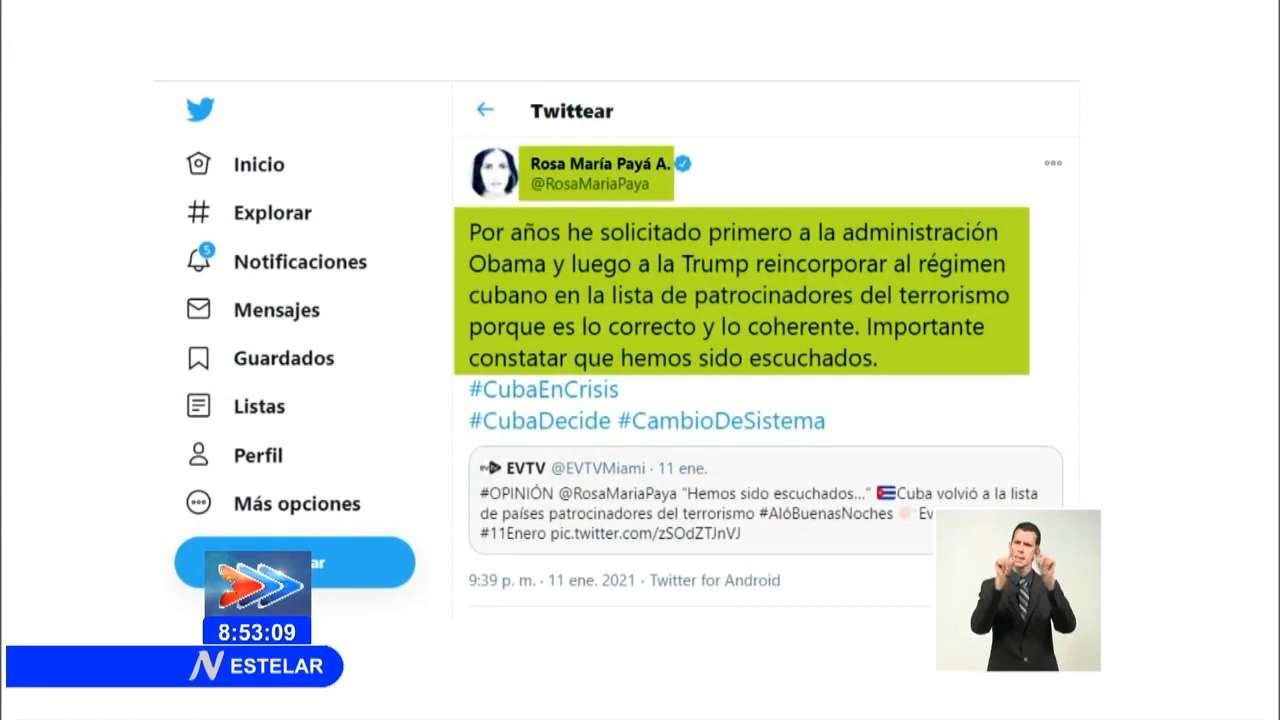 Twittear
Inicio
Explorar
5
Notificaciones
Mensajes
Guardados
Listas
Perfil
Más opciones
ar
Rosa María Payá A.
@RosaMariaPaya
Por años he solicitado primero a la administración
Obama y luego a la Trump reincorporar al régimen
cubano en la lista de patrocinadores del terrorismo
porque es lo correcto y lo coherente. Importante
constatar que hemos sido escuchados.
#CubaEnCrisis
#CubaDecide #CambioDeSistema
EVTV @EVTVMiami · 11 ene.
#OPINIÓN @RosaMariaPaya "Hemos sido escuchados..." Cuba volvió a la lista
de países patrocinadores del terrorismo #AlóBuenasNoches Ev
#11Enero pic.twitter.com/zSOdZTJnVJ
9:39 p. m. · 11 ene. 2021 · Twitter for Android
8:53:09
N ESTELAR